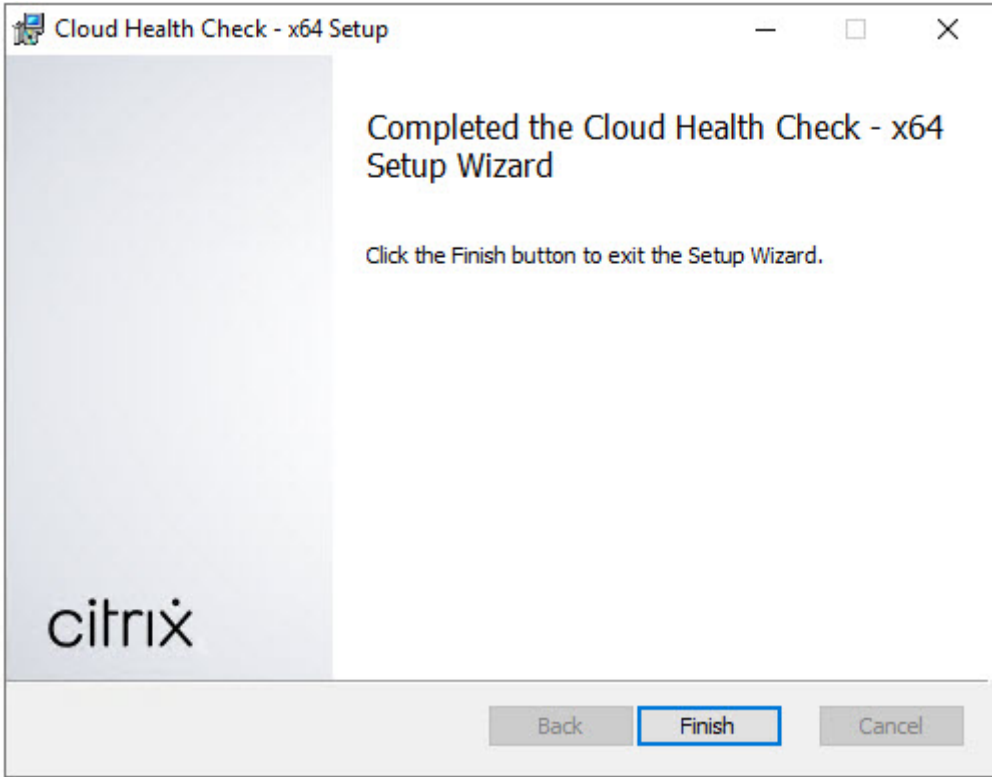 Cloud Health Check - x64 Setup
Completed the Cloud Health Check - x64
Setup Wizard
Click the Finish button to exit the Setup Wizard.
citrix
Back Finish Cancel